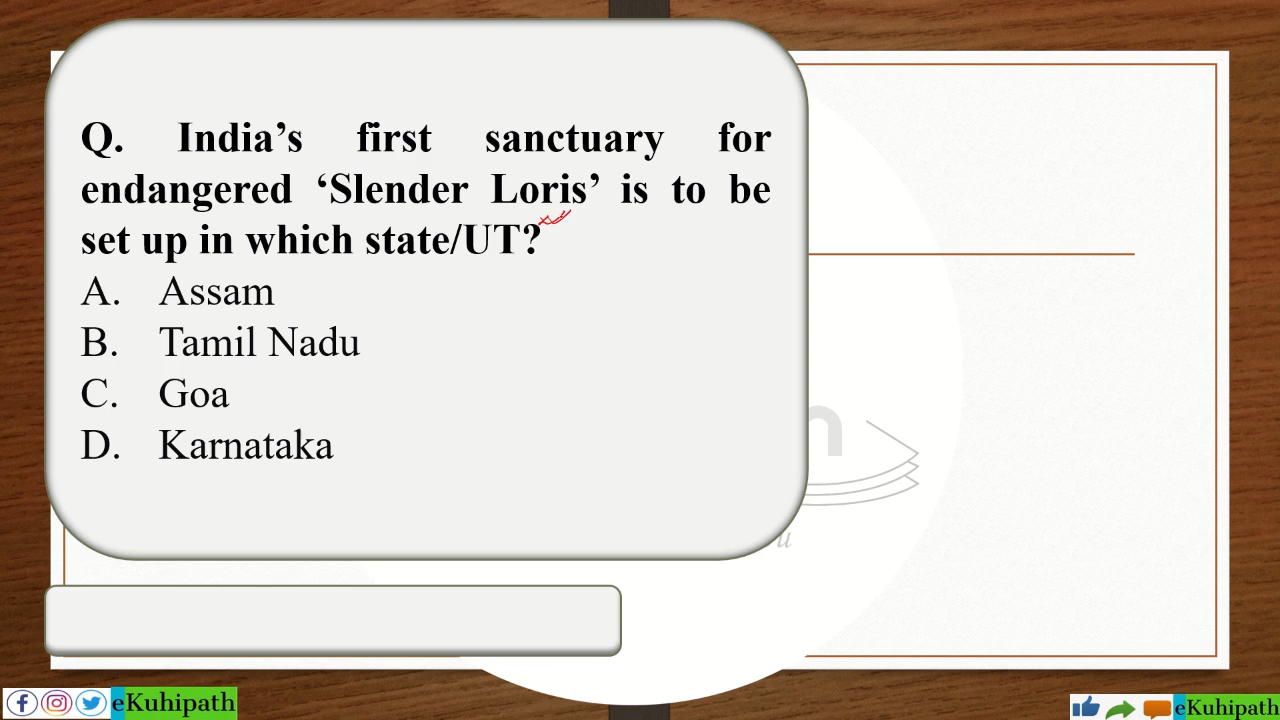 Q. India’s first sanctuary for
endangered ‘Slender Loris’ is to be
set up in which state/UT?
A. Assam
B. Tamil Nadu
C. Goa
D. Karnataka
eKuhipath
eKuhipath